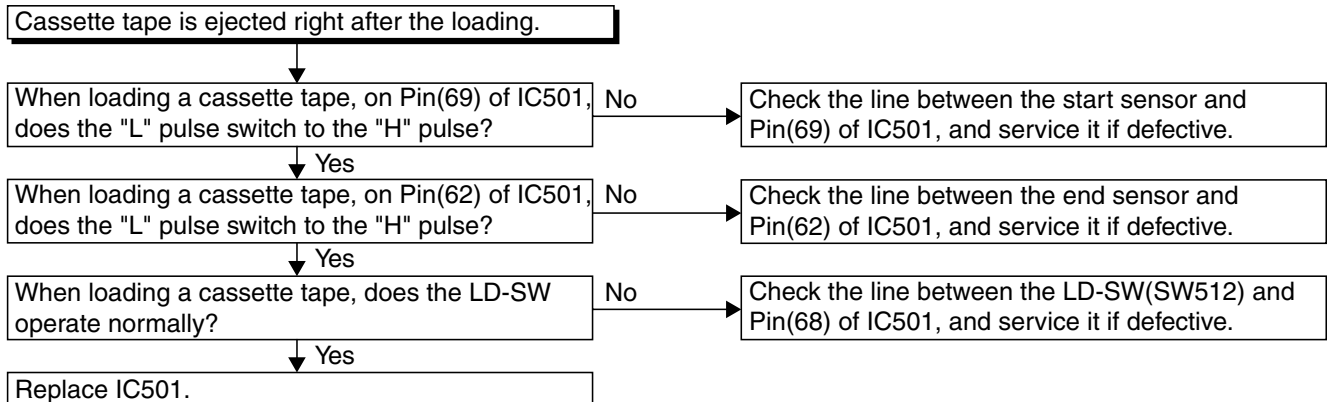 Cassette tape is ejected right after the loading.
When loading a cassette tape, on Pin(69) of IC501,
does the "L" pulse switch to the "H" pulse?
No
Check the line between the start sensor and
Pin(69) of IC501, and service it if defective.
Yes
When loading a cassette tape, on Pin(62) of IC501,
does the "L" pulse switch to the "H" pulse?
No
Check the line between the end sensor and
Pin(62) of IC501, and service it if defective.
Yes
When loading a cassette tape, does the LD-SW
operate normally?
No
Check the line between the LD-SW(SW512) and
Pin(68) of IC501, and service it if defective.
Yes
Replace IC501.